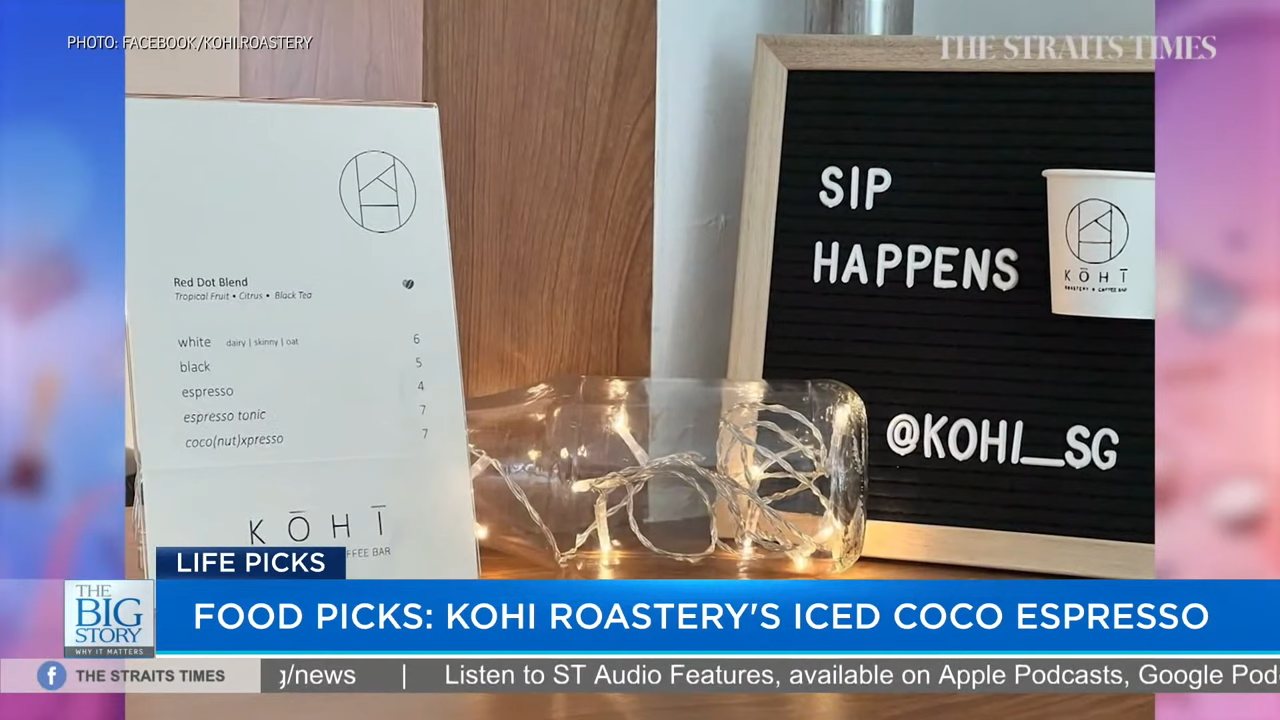 PHOTO: FACEBOOK/KOHI.ROASTERY
THE STRAITS TIMES
Red Dot Blend
Tropical Fruit • Citrus • Black Tea
white dairy | skinny | oat 6
black 5
espresso 4
espresso tonic 7
coco(nut)xpresso 7
KŌHĪ
FFEE BAR
SIP
HAPPENS
KŌHĪ
ROASTERY • COFFEE BAR
@KOHI_SG
LIFE PICKS
THE
BIG
STORY
WHY IT MATTERS
FOOD PICKS: KOHI ROASTERY'S ICED COCO ESPRESSO
THE STRAITS TIMES
g/news | Listen to ST Audio Features, available on Apple Podcasts, Google Pod